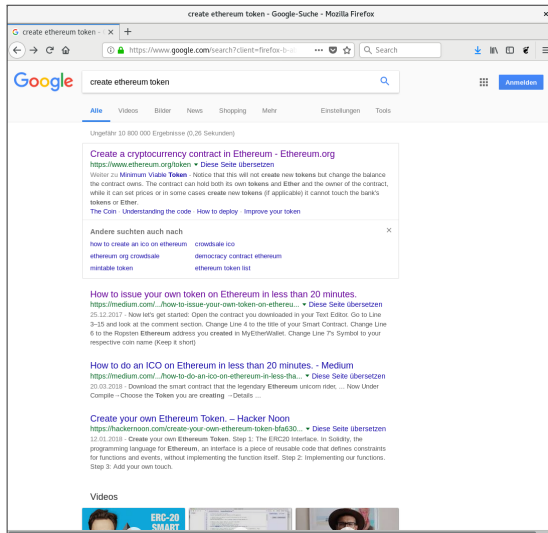 create ethereum token - Google-Suche - Mozilla Firefox
create ethereum token -
https://www.google.com/search?client=firefox-b-a
Search
Google
create ethereum token
Anmelden
Alle Videos Bilder News Shopping Mehr Einstellungen Tools
Ungefähr 10 800 000 Ergebnisse (0,26 Sekunden)
Create a cryptocurrency contract in Ethereum - Ethereum.org
https://www.ethereum.org/token ▾ Diese Seite übersetzen
Weiter zu Minimum Viable Token - Notice that this will not create new tokens but change the balance
the contract owns. The contract can hold both its own tokens and Ether and the owner of the contract,
while it can set prices or in some cases create new tokens (if applicable) it cannot touch the bank's
tokens or Ether.
The Coin · Understanding the code · How to deploy · Improve your token
Andere suchten auch nach
how to create an ico on ethereum crowdsale ico
ethereum org crowdsale democracy contract ethereum
mintable token ethereum token list
How to issue your own token on Ethereum in less than 20 minutes.
https://medium.com/.../how-to-issue-your-own-token-on-ethereu... ▾ Diese Seite übersetzen
25.12.2017 - Now let's get started: Open the contract you downloaded in your Text Editor. Go to Line
3–15 and look at the comment section. Change Line 4 to the title of your Smart Contract. Change Line
6 to the Ropsten Ethereum address you created in MyEtherWallet. Change Line 7's Symbol to your
respective coin name (Keep it short)
How to do an ICO on Ethereum in less than 20 minutes. - Medium
https://medium.com/.../how-to-do-an-ico-on-ethereum-in-less-tha... ▾ Diese Seite übersetzen
20.03.2018 - Download the smart contract that the legendary Ethereum unicorn rider. ... Now Under
Compile→Choose the Token you are creating →Details ...
Create your own Ethereum Token. – Hacker Noon
https://hackernoon.com/create-your-own-ethereum-token-bfa630... ▾ Diese Seite übersetzen
12.01.2018 - Create your own Ethereum Token. Step 1: The ERC20 Interface. In Solidity, the
programming language for Ethereum, an interface is a piece of reusable code that defines constraints
for functions and events, without implementing the function itself. Step 2: Implementing our functions.
Step 3: Add your own touch.
Videos
ERC-20
SMART